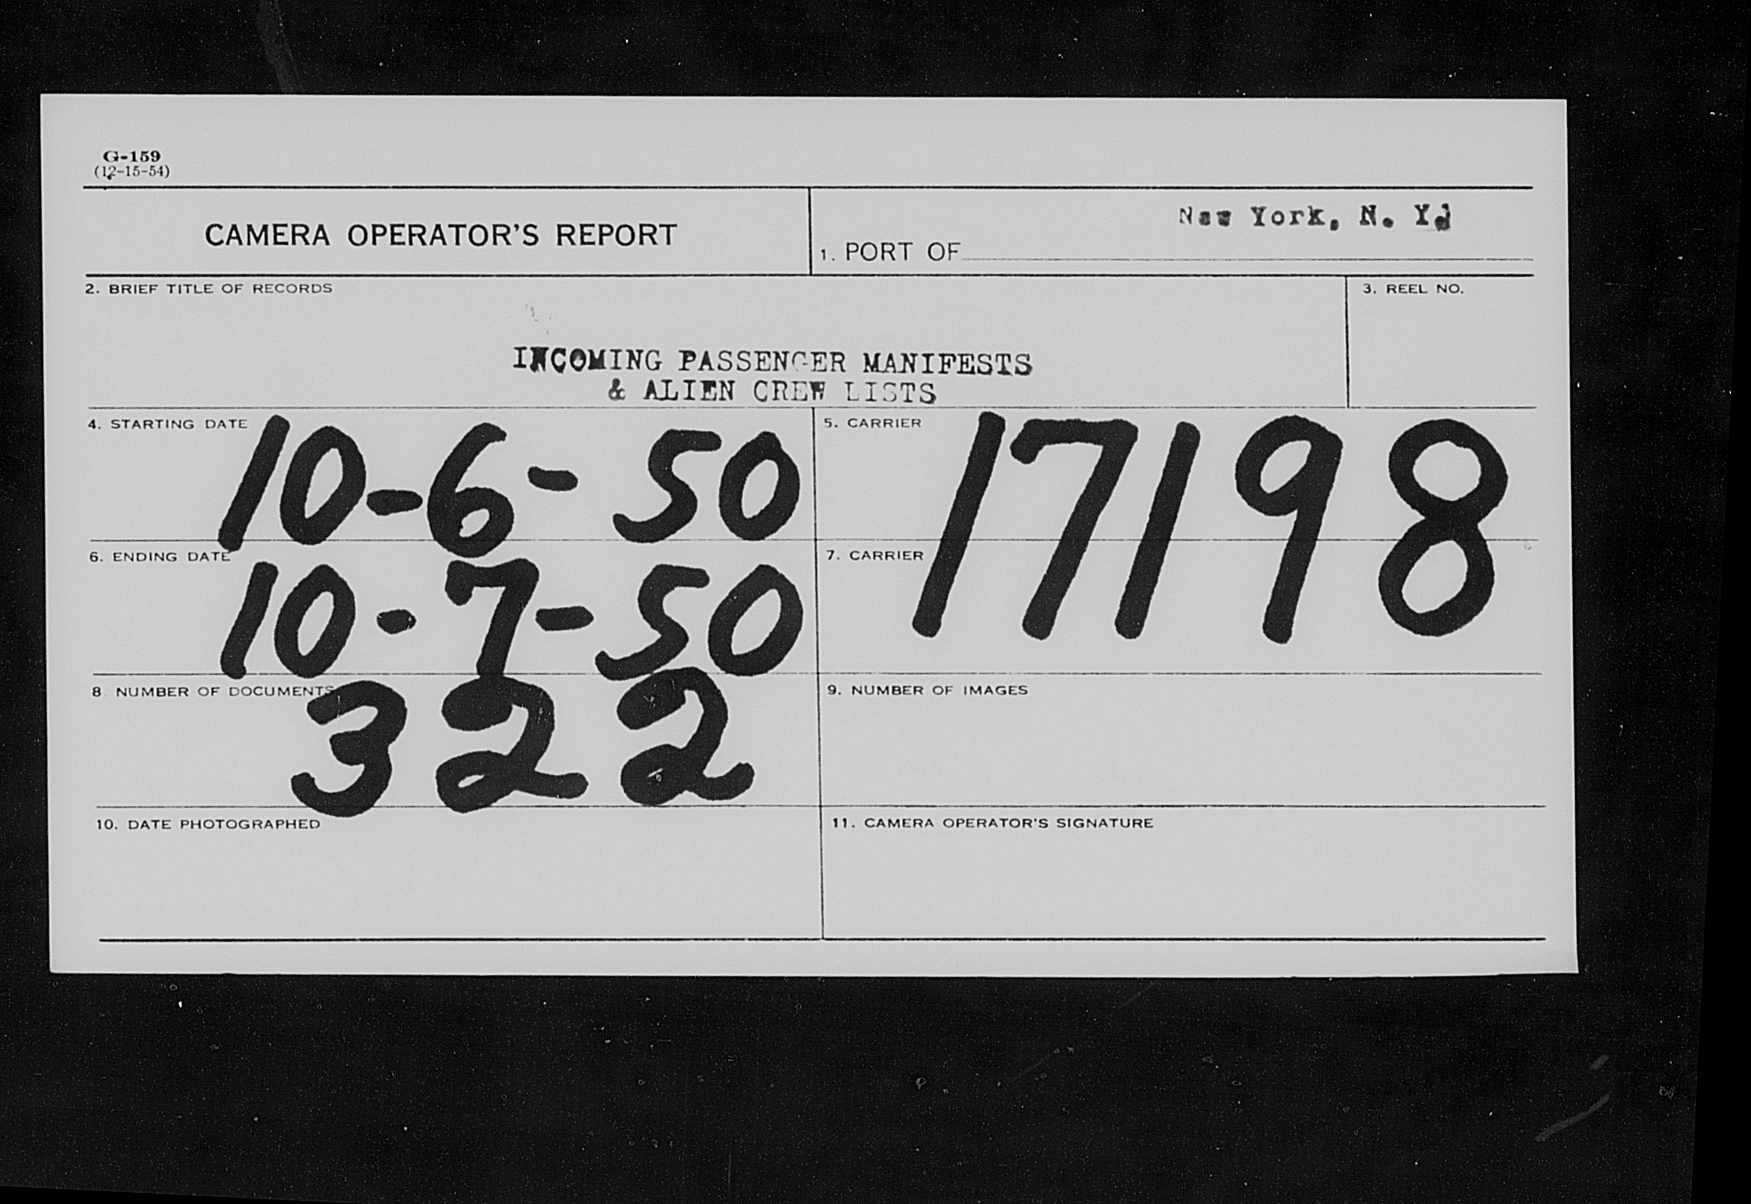 G-159
(12-15-54)
CAMERA OPERATOR'S REPORT
New York, N. Y.
1. PORT OF
2. BRIEF TITLE OF RECORDS
3. REEL NO.
INCOMING PASSENGER MANIFESTS
& ALIEN CREW LISTS
4. STARTING DATE
10-6-50
5. CARRIER
17198
6. ENDING DATE
10-7-50
7. CARRIER
8 NUMBER OF DOCUMENTS
322
9. NUMBER OF IMAGES
10. DATE PHOTOGRAPHED
11. CAMERA OPERATOR'S SIGNATURE